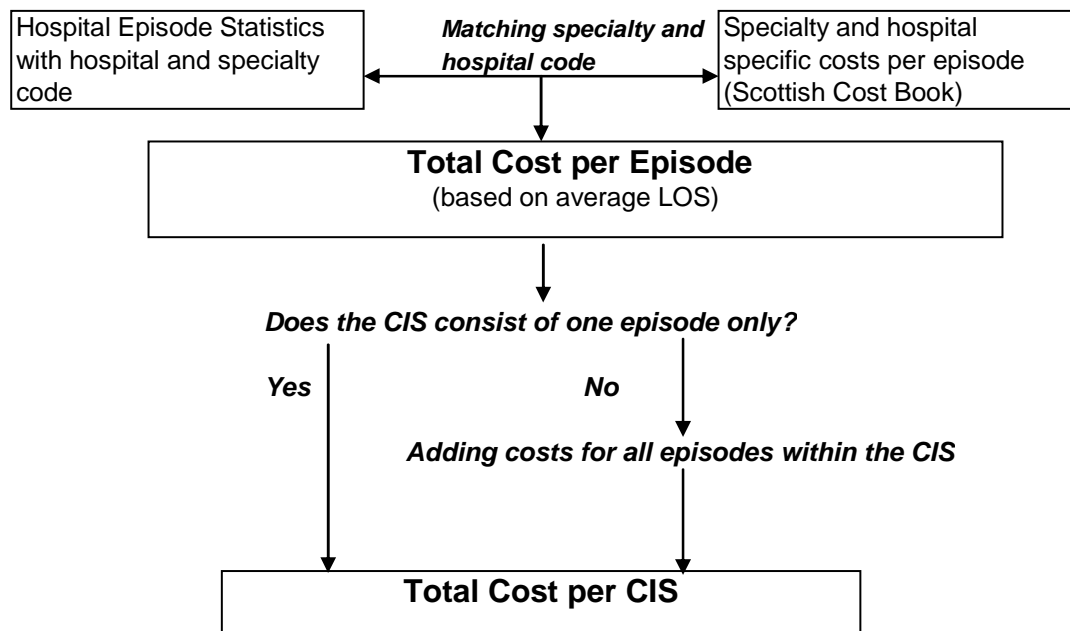 Hospital Episode Statistics
with hospital and specialty
code
Matching specialty and
hospital code
Specialty and hospital
specific costs per episode
(Scottish Cost Book)
Total Cost per Episode
(based on average LOS)
Does the CIS consist of one episode only?
Yes
No
Adding costs for all episodes within the CIS
Total Cost per CIS